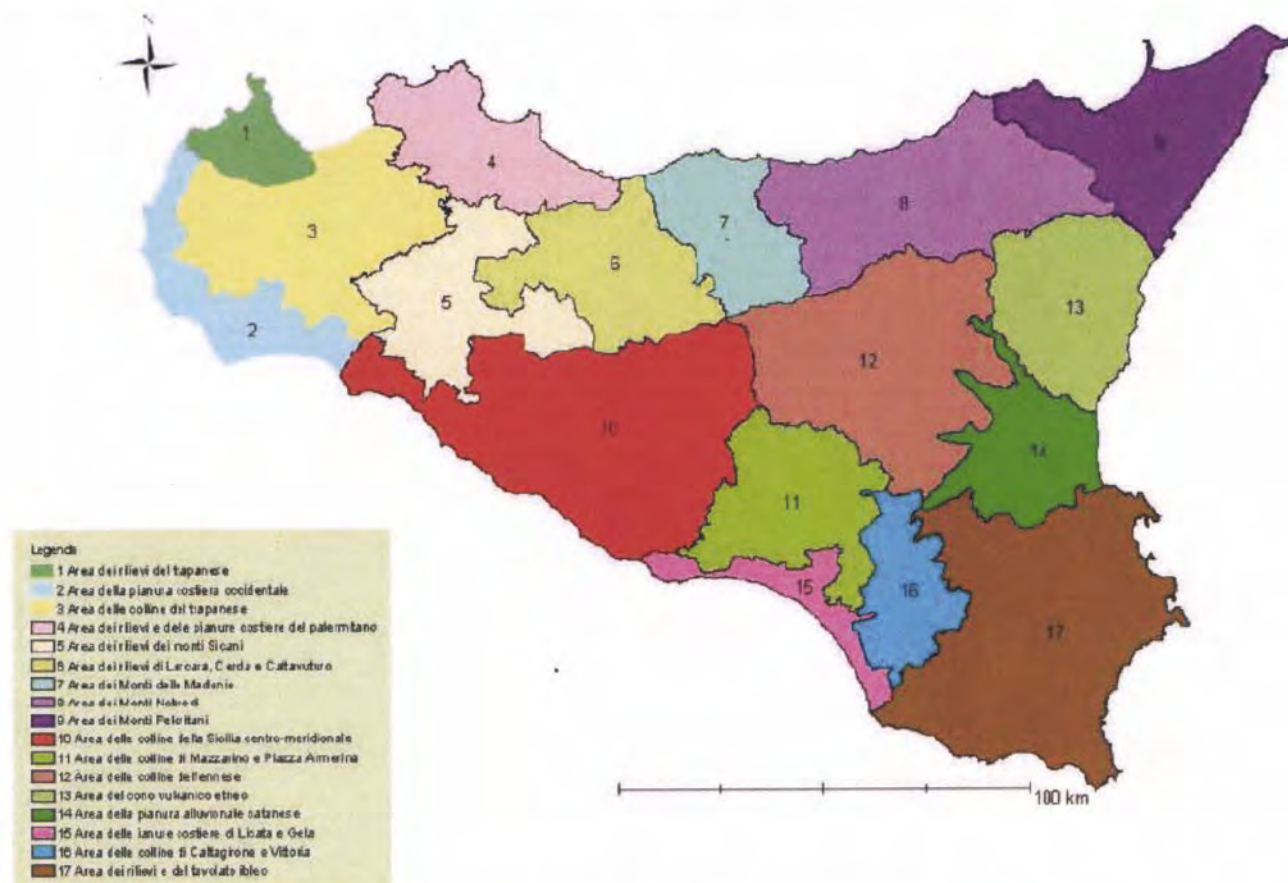 N
1
2
3
4
5
6
7
8
9
10
11
12
13
14
15
16
17
100 km
Legenda
1 Area dei rilievi del trapanese
2 Area della pianura costiera occidentale
3 Area delle colline del trapanese
4 Area dei rilievi e delle pianure costiere del palermitano
5 Area dei rilievi dei monti Sicani
6 Area dei rilievi di Lercara, Cerda e Caltavuturo
7 Area dei Monti delle Madonie
8 Area dei Monti Nebrodi
9 Area dei Monti Peloritani
10 Area delle colline della Sicilia centro-meridionale
11 Area delle colline di Mazzarino e Piazza Armerina
12 Area delle colline dell'ennese
13 Area del cono vulcanico etneo
14 Area della pianura alluvionale catanese
15 Area delle ianure costiere di Licata e Gela
16 Area delle colline di Caltagirone e Vittoria
17 Area dei rilievi e del tavolato ibleo